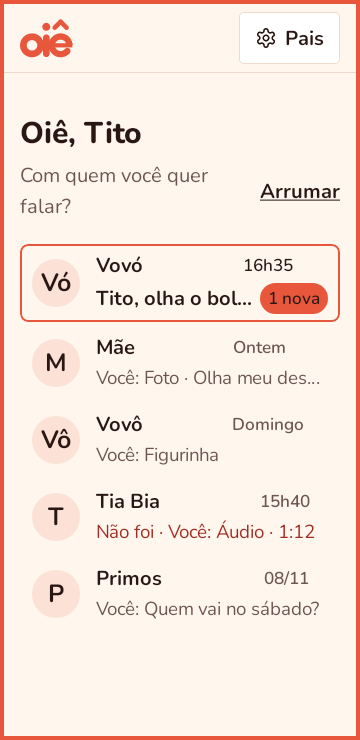 oiê
Pais
Oiê, Tito
Com quem você quer
falar?
Arrumar
Vó
Vovó
16h35
Tito, olha o bol...
1 nova
M
Mãe
Ontem
Você: Foto · Olha meu des...
Vô
Vovô
Domingo
Você: Figurinha
T
Tia Bia
15h40
Não foi · Você: Áudio · 1:12
P
Primos
08/11
Você: Quem vai no sábado?